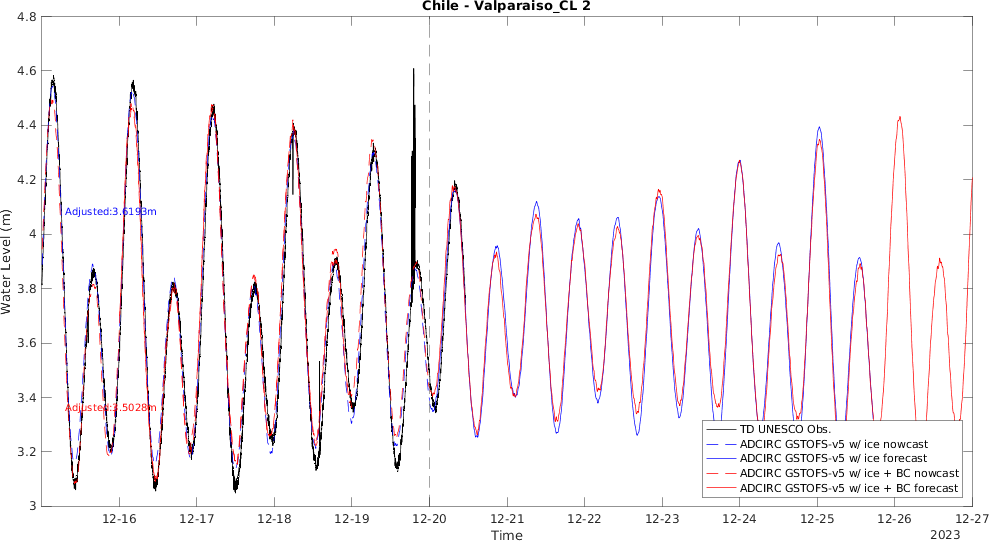 Chile - Valparaiso_CL 2
4.8
4.6
4.4
4.2
4
3.8
3.6
3.4
3.2
3
Water Level (m)
Adjusted:3.6193m
Adjusted:3.5028m
TD UNESCO Obs.
ADCIRC GSTOFS-v5 w/ ice nowcast
ADCIRC GSTOFS-v5 w/ ice forecast
ADCIRC GSTOFS-v5 w/ ice + BC nowcast
ADCIRC GSTOFS-v5 w/ ice + BC forecast
12-16 12-17 12-18 12-19 12-20 12-21 12-22 12-23 12-24 12-25 12-26 12-27
Time
2023